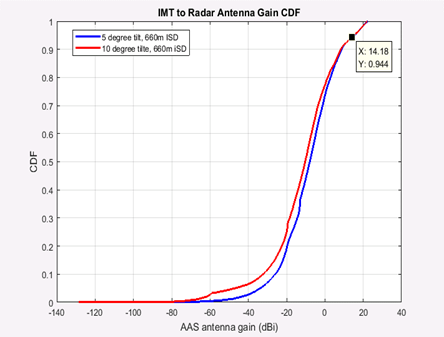 IMT to Radar Antenna Gain CDF
1
0.9
0.8
0.7
0.6
0.5
0.4
0.3
0.2
0.1
0
CDF
5 degree tilt, 660m ISD
10 degree tilte, 660m iSD
X: 14.18
Y: 0.944
-140 -120 -100 -80 -60 -40 -20 0 20 40
AAS antenna gain (dBi)